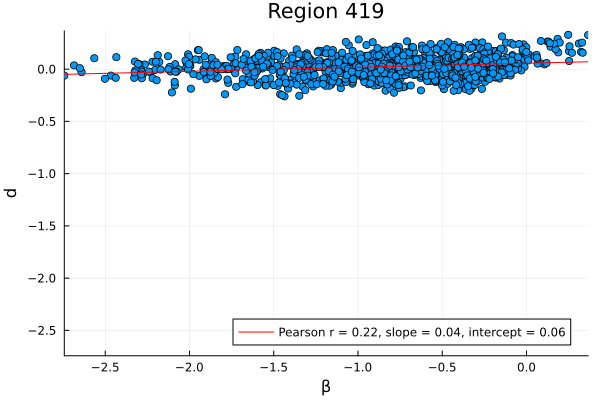 Region 419
0.0
−0.5
−1.0
−1.5
−2.0
−2.5
d
Pearson r = 0.22, slope = 0.04, intercept = 0.06
−2.5 −2.0 −1.5 −1.0 −0.5 0.0
β